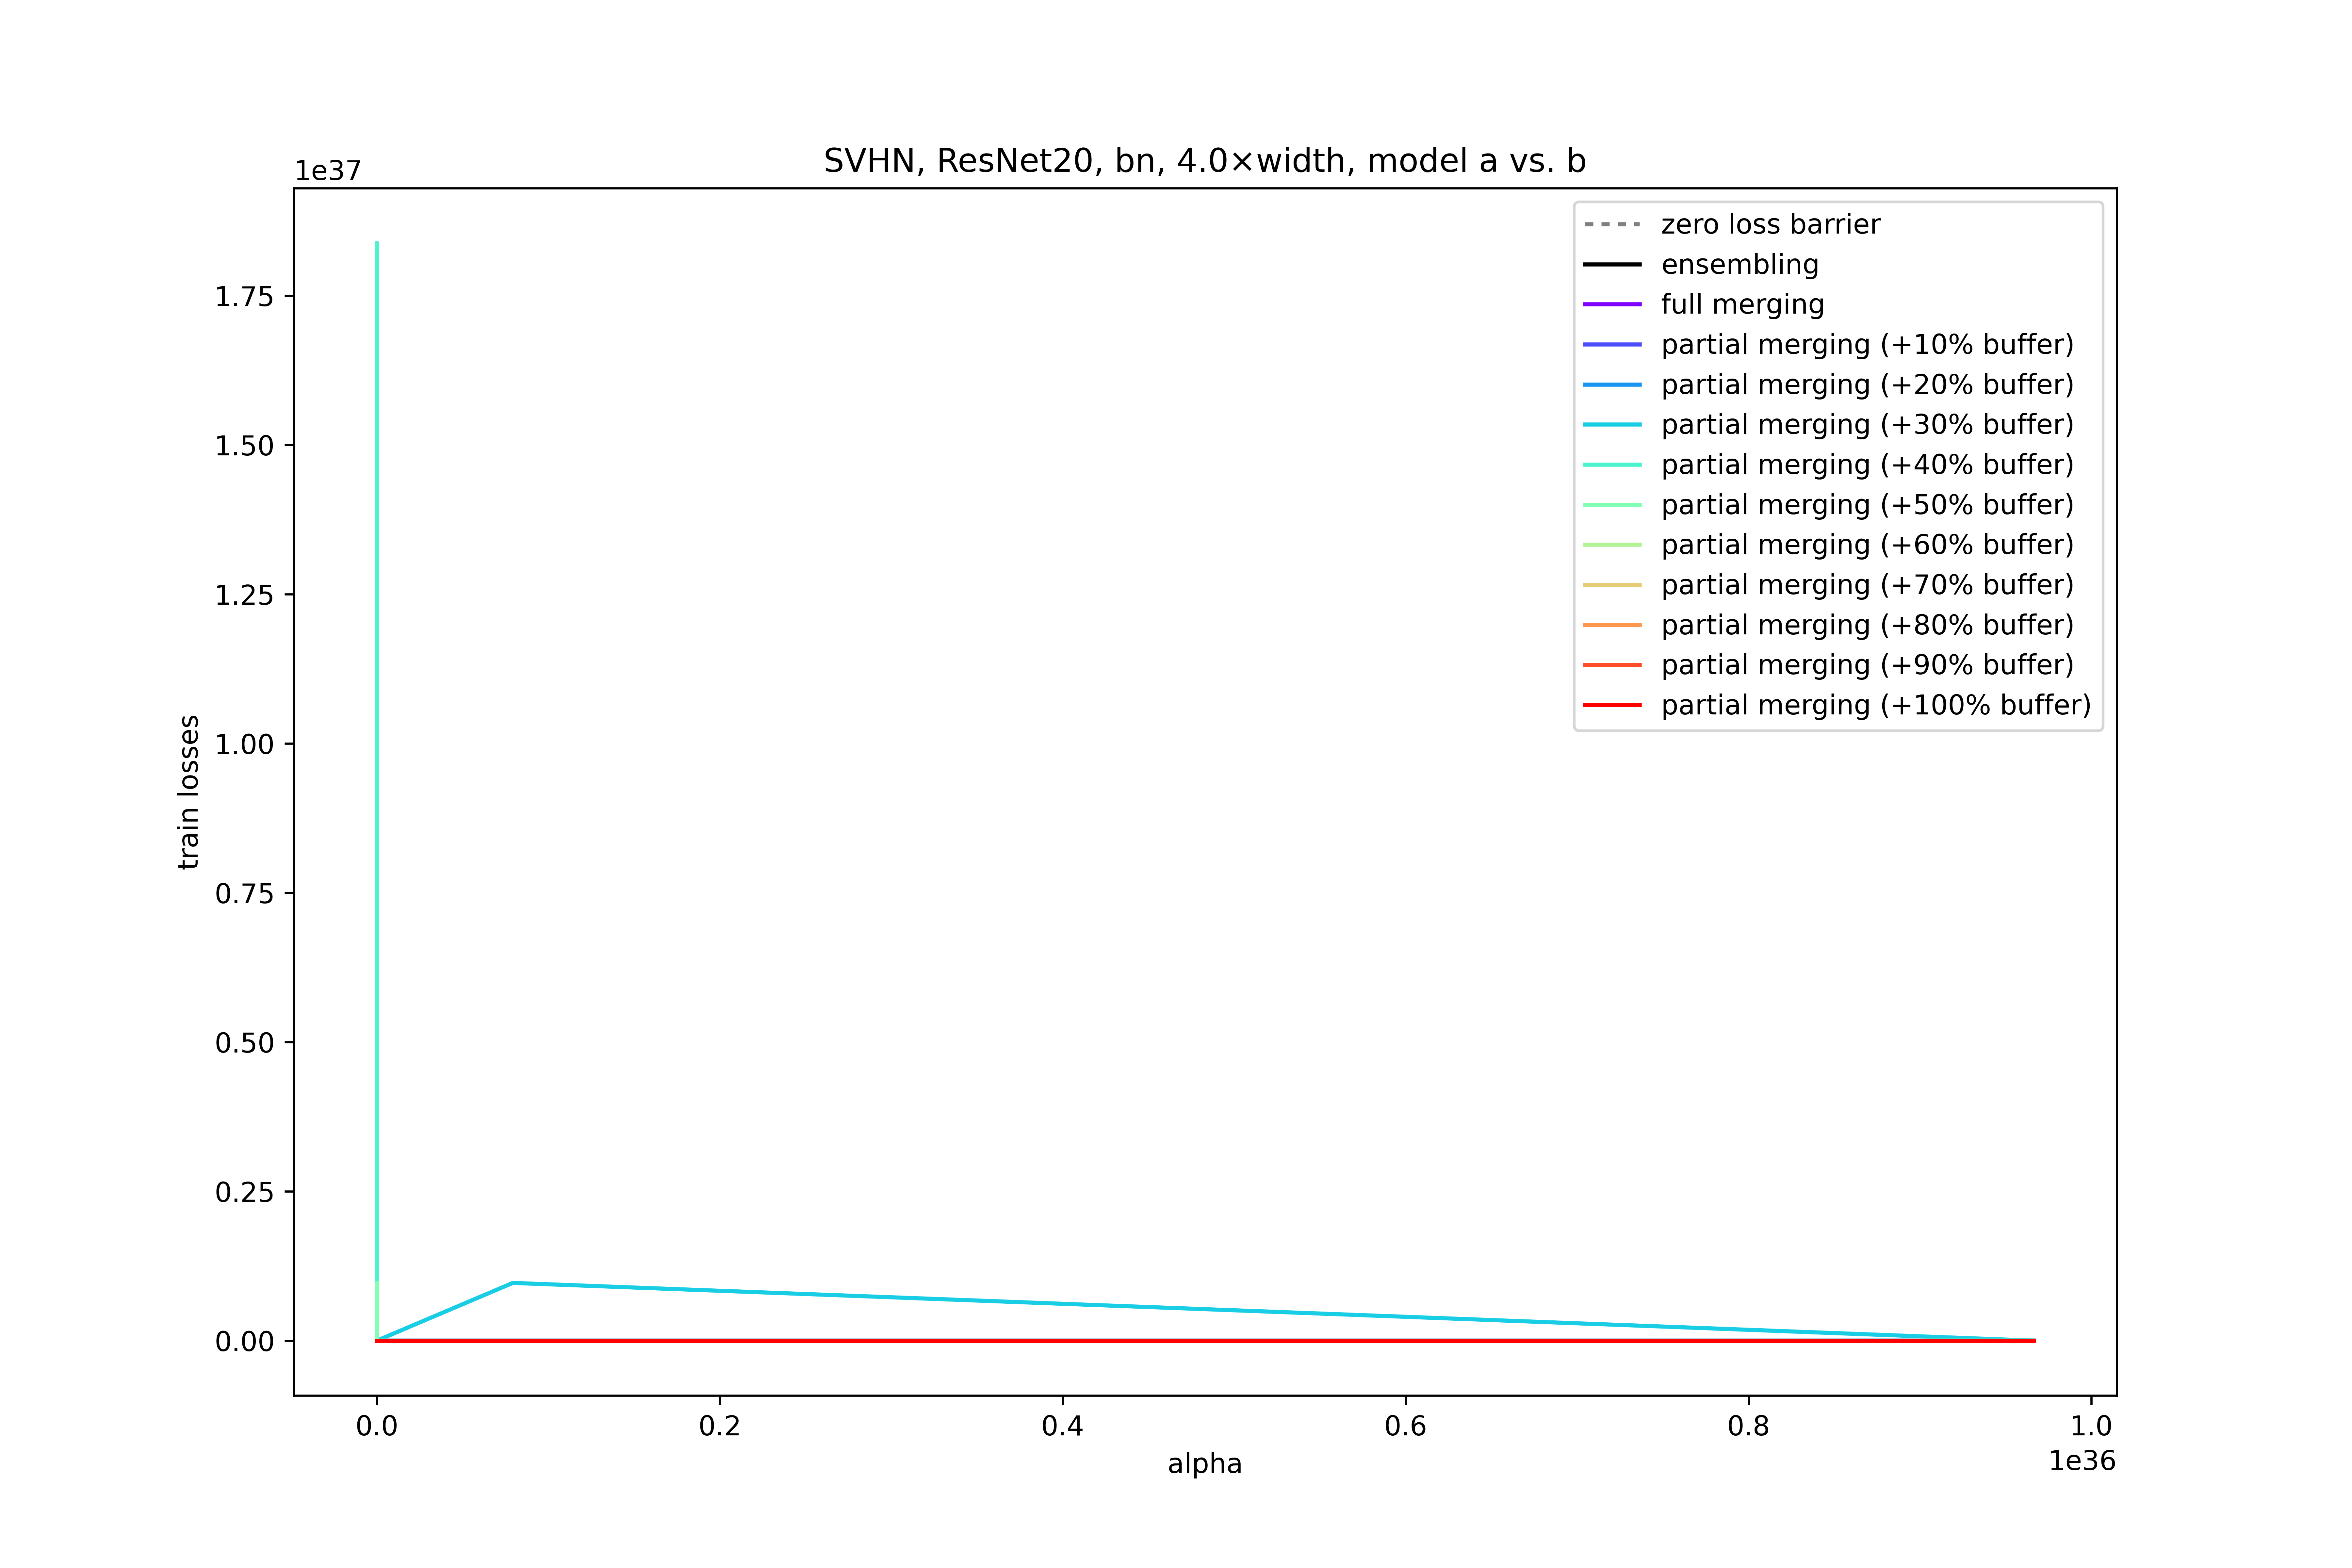 SVHN, ResNet20, bn, 4.0×width, model a vs. b
1e37
zero loss barrier
ensembling
full merging
partial merging (+10% buffer)
partial merging (+20% buffer)
partial merging (+30% buffer)
partial merging (+40% buffer)
partial merging (+50% buffer)
partial merging (+60% buffer)
partial merging (+70% buffer)
partial merging (+80% buffer)
partial merging (+90% buffer)
partial merging (+100% buffer)
1.75
1.50
1.25
1.00
0.75
0.50
0.25
0.00
train losses
0.0 0.2 0.4 0.6 0.8 1.0
1e36
alpha